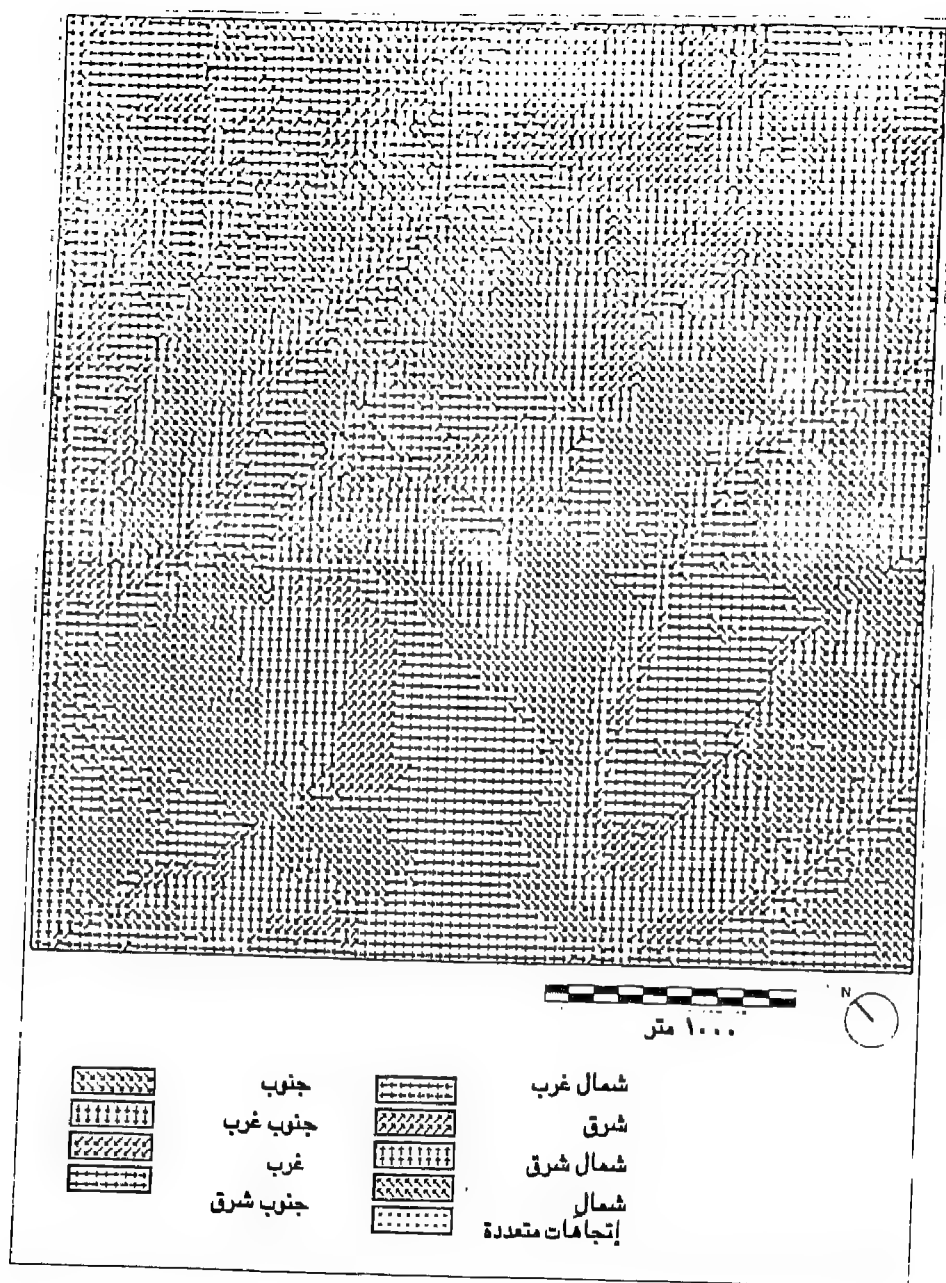 N
١٠٠٠ متر
شمال غرب
شرق
شمال شرق
شمال
إتجاهات متعددة
جنوب
جنوب غرب
غرب
جنوب شرق